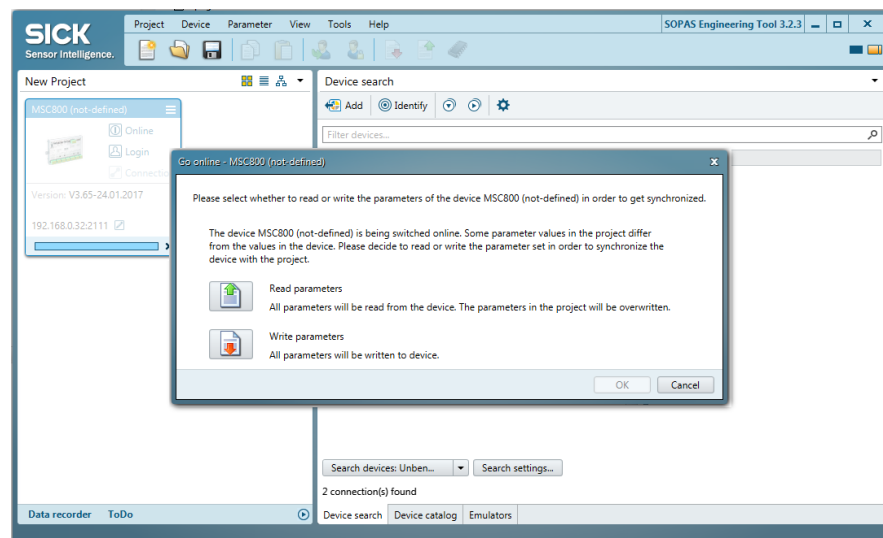 SICK
Sensor Intelligence.
Project Device Parameter View Tools Help
SOPAS Engineering Tool 3.2.3
New Project
MSC800 (not-defined)
Online
Login
Connection
Version: V3.65-24.01.2017
192.168.0.32:2111
Device search
Add Identify
Filter devices...
Go online - MSC800 (not-defined)
Please select whether to read or write the parameters of the device MSC800 (not-defined) in order to get synchronized.
The device MSC800 (not-defined) is being switched online. Some parameter values in the project differ
from the values in the device. Please decide to read or write the parameter set in order to synchronize the
device with the project.
Read parameters
All parameters will be read from the device. The parameters in the project will be overwritten.
Write parameters
All parameters will be written to device.
OK Cancel
Search devices: Unben... Search settings...
2 connection(s) found
Data recorder ToDo
Device search Device catalog Emulators